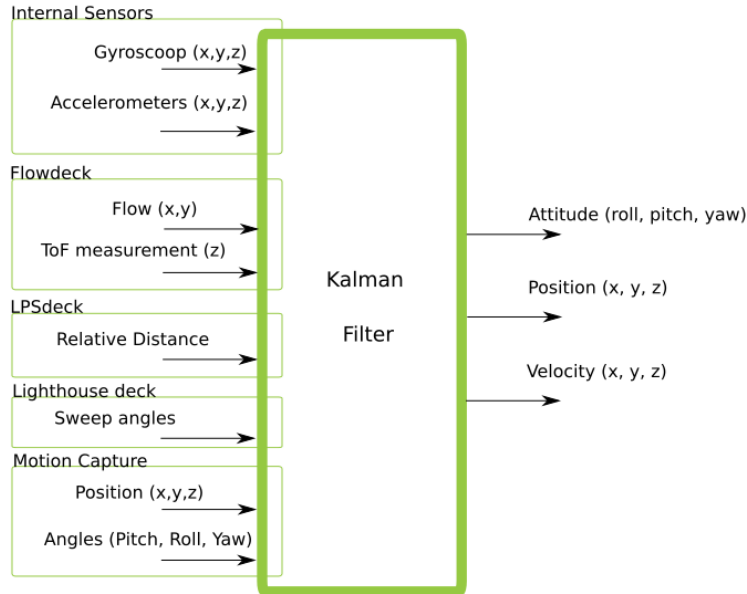 Internal Sensors
Gyroscoop (x,y,z)
Accelerometers (x,y,z)
Flowdeck
Flow (x,y)
ToF measurement (z)
LPSdeck
Relative Distance
Lighthouse deck
Sweep angles
Motion Capture
Position (x,y,z)
Angles (Pitch, Roll, Yaw)
Kalman
Filter
Attitude (roll, pitch, yaw)
Position (x, y, z)
Velocity (x, y, z)